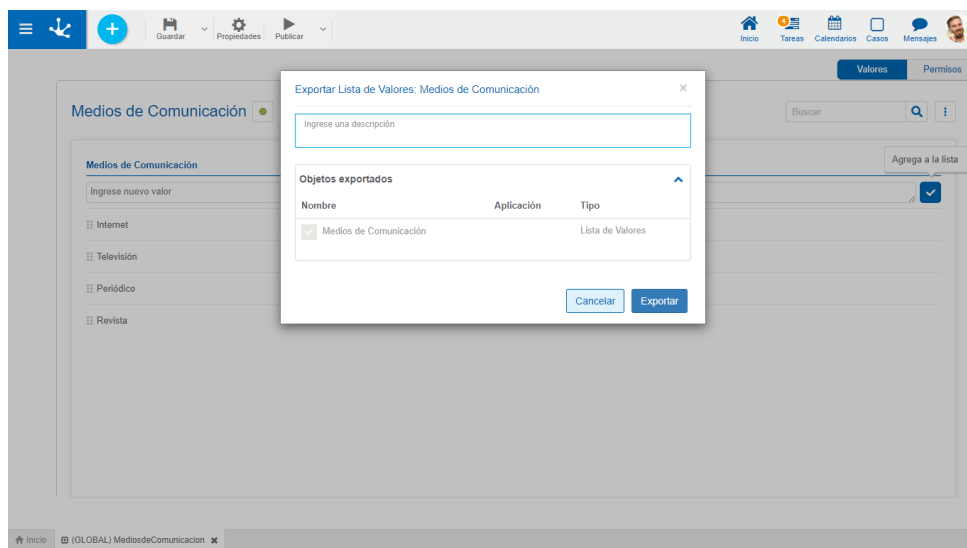 Guardar
Propiedades
Publicar
Inicio
4
Tareas
Calendarios
Casos
Mensajes
Valores
Permisos
Medios de Comunicación
Buscar
Agrega a la lista
Medios de Comunicación
Ingrese nuevo valor
Internet
Televisión
Periódico
Revista
Exportar Lista de Valores: Medios de Comunicación
×
Ingrese una descripción
Objetos exportados
Nombre Aplicación Tipo
Medios de Comunicación Lista de Valores
Cancelar Exportar
Inicio
(GLOBAL) MediosdeComunicacion